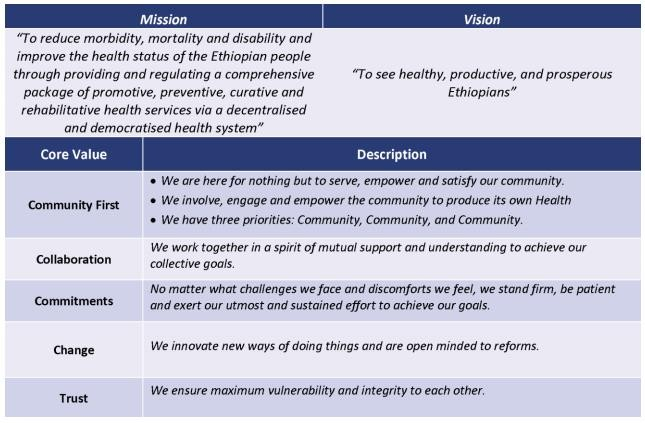 Mission
Vision
“To reduce morbidity, mortality and disability and
improve the health status of the Ethiopian people
through providing and regulating a comprehensive
package of promotive, preventive, curative and
rehabilitative health services via a decentralised
and democratised health system”
“To see healthy, productive, and prosperous
Ethiopians”
Core Value
Description
Community First
• We are here for nothing but to serve, empower and satisfy our community.
• We involve, engage and empower the community to produce its own Health
• We have three priorities: Community, Community, and Community.
Collaboration
We work together in a spirit of mutual support and understanding to achieve our
collective goals.
Commitments
No matter what challenges we face and discomforts we feel, we stand firm, be patient
and exert our utmost and sustained effort to achieve our goals.
Change
We innovate new ways of doing things and are open minded to reforms.
Trust
We ensure maximum vulnerability and integrity to each other.